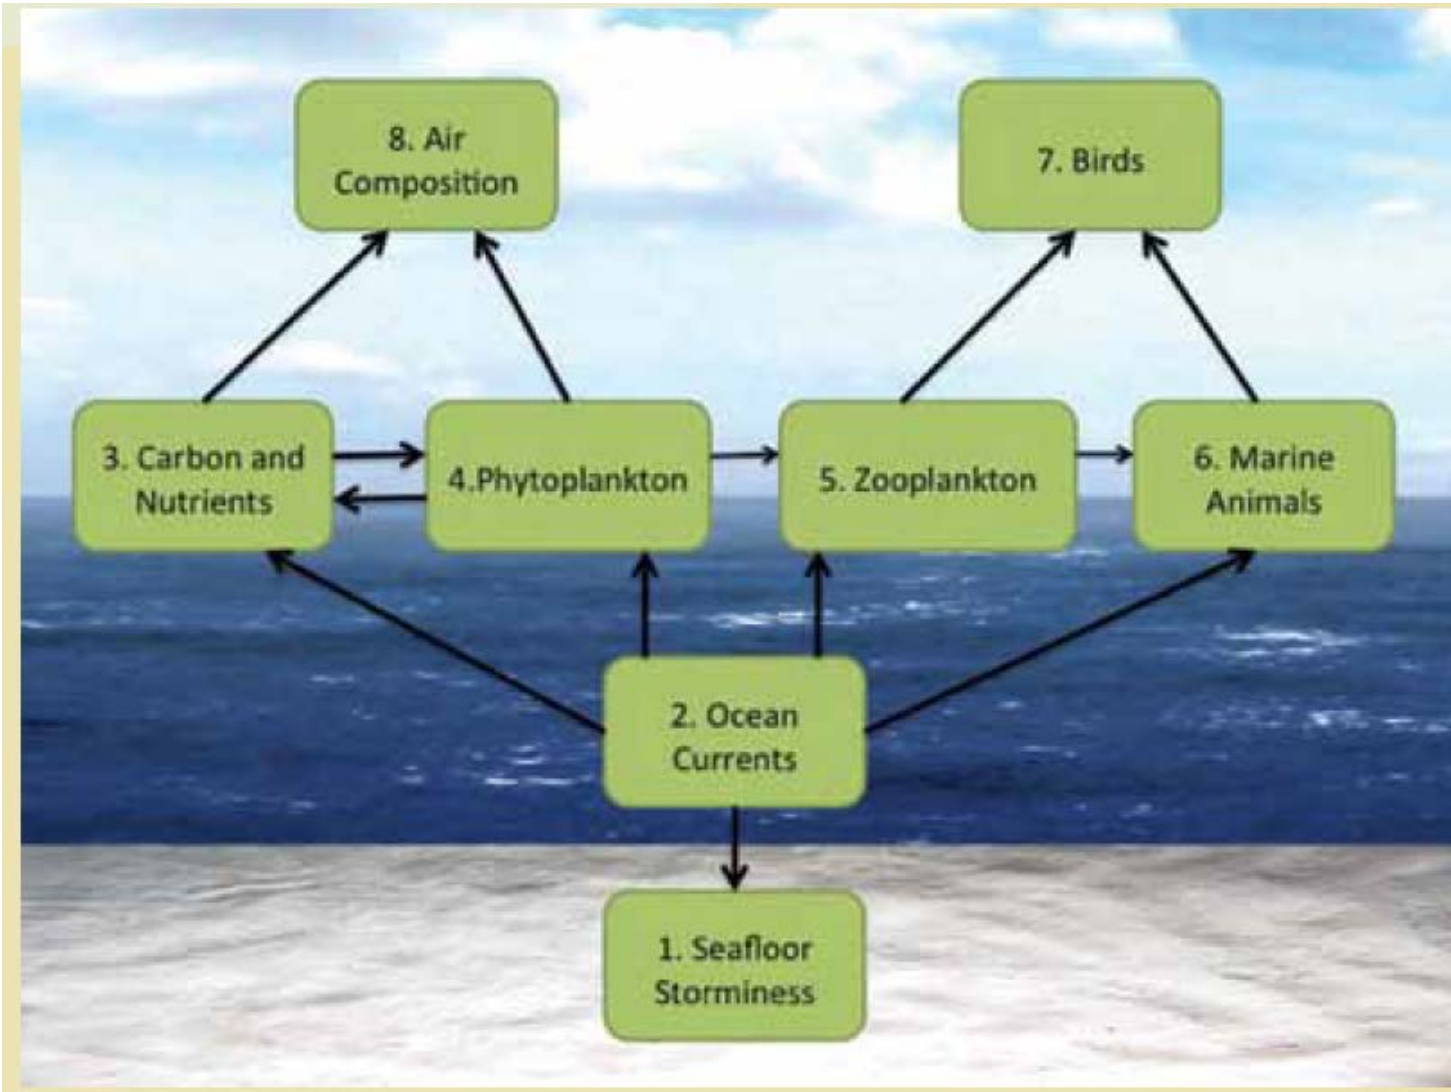 8. Air
Composition
7. Birds
3. Carbon and
Nutrients
4.Phytoplankton
5. Zooplankton
6. Marine
Animals
2. Ocean
Currents
1. Seafloor
Storminess